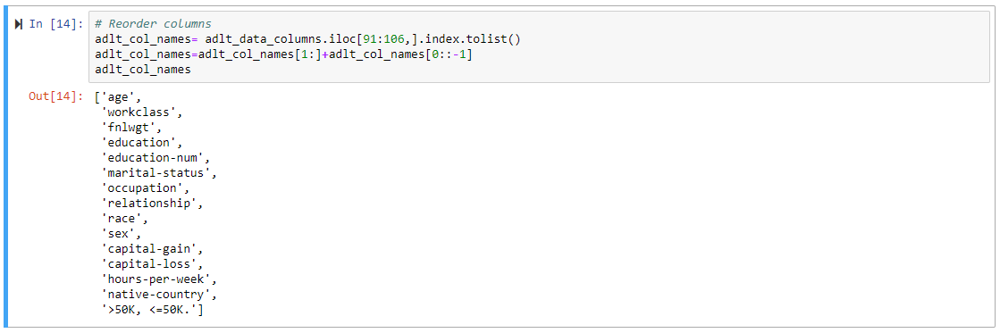 In [14]: # Reorder columns
adlt_col_names= adlt_data_columns.iloc[91:106,].index.tolist()
adlt_col_names=adlt_col_names[1:]+adlt_col_names[0::-1]
adlt_col_names
Out[14]: ['age',
'workclass',
'fnlwgt',
'education',
'education-num',
'marital-status',
'occupation',
'relationship',
'race',
'sex',
'capital-gain',
'capital-loss',
'hours-per-week',
'native-country',
'>50K, <=50K.']